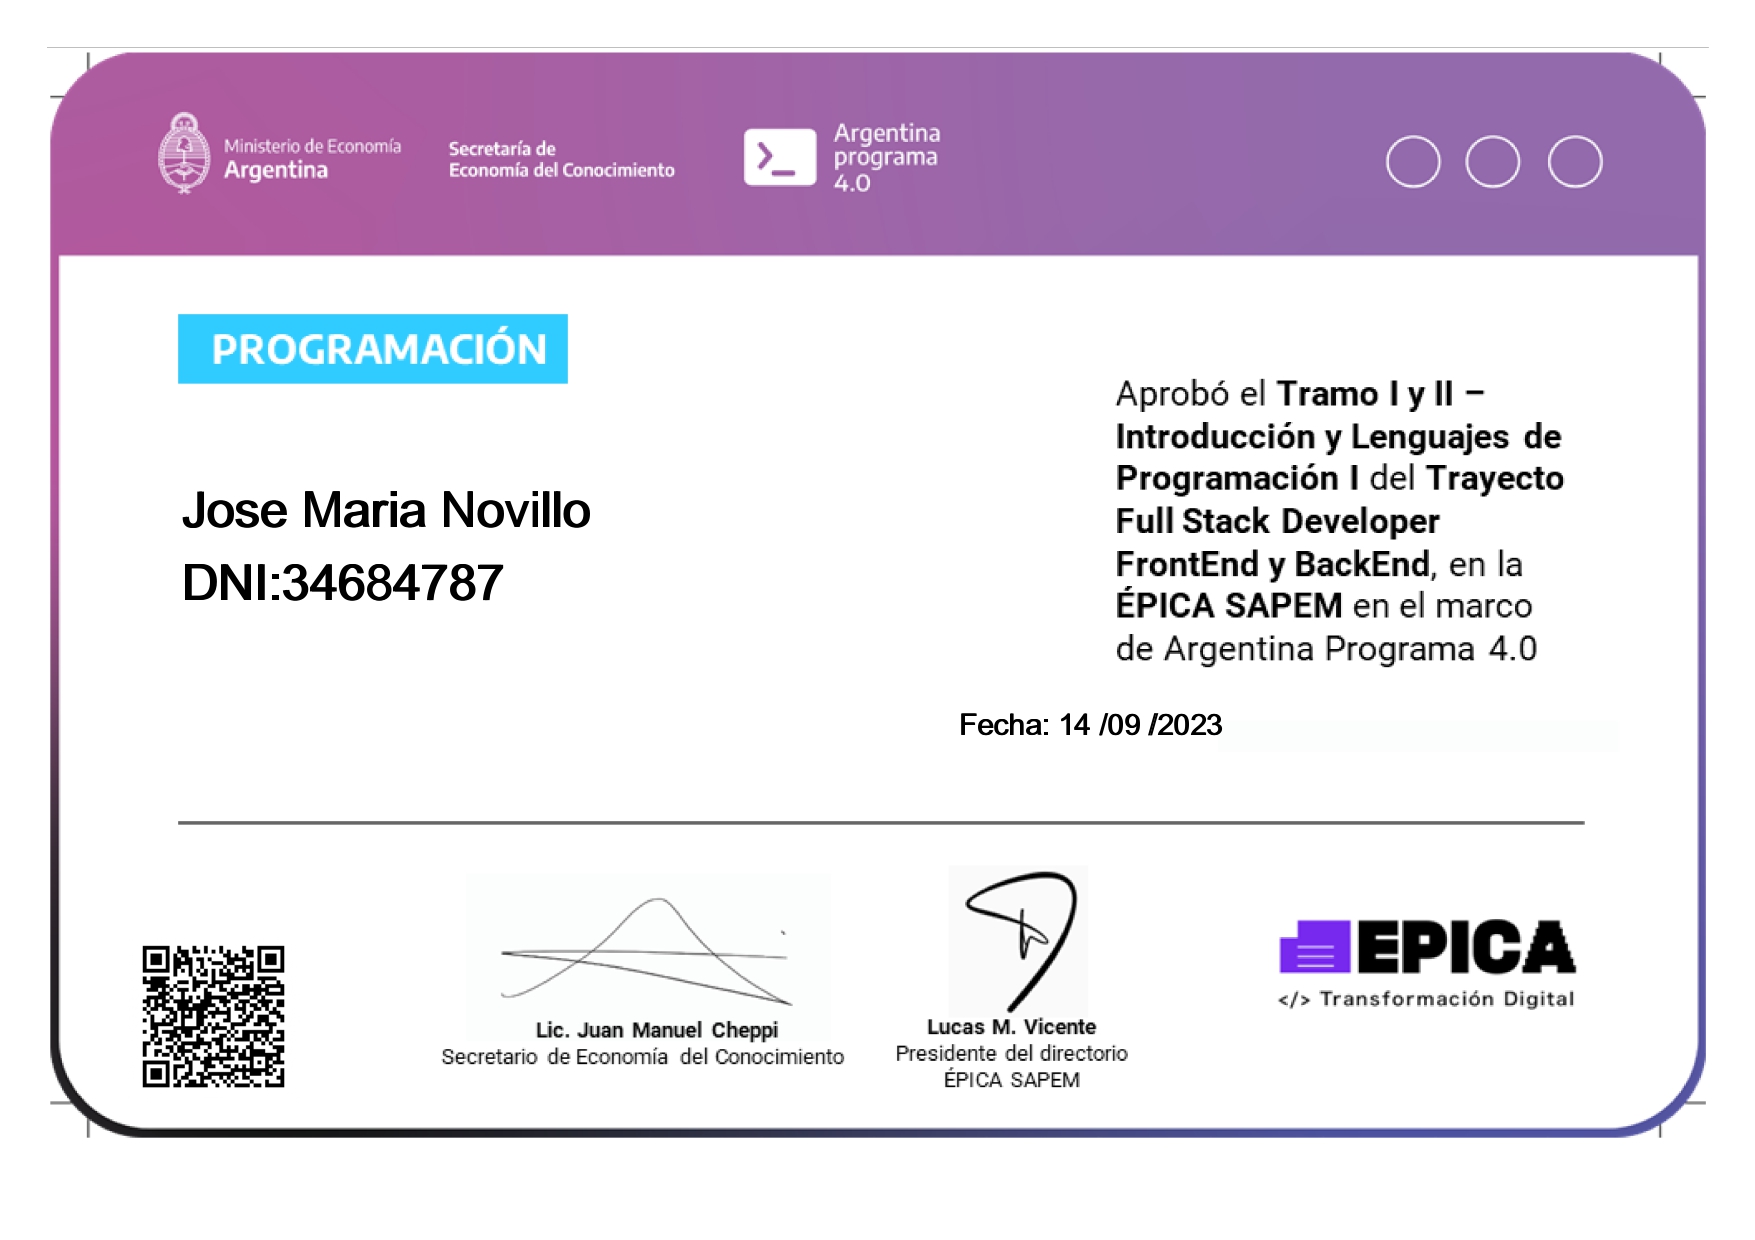 Ministerio de Economía
Argentina
Secretaría de
Economía del Conocimiento
Argentina
programa
4.0
PROGRAMACIÓN
Jose Maria Novillo
DNI:34684787
Aprobó el Tramo I y II –
Introducción y Lenguajes de
Programación I del Trayecto
Full Stack Developer
FrontEnd y BackEnd, en la
ÉPICA SAPEM en el marco
de Argentina Programa 4.0
Fecha: 14 /09 /2023
Lic. Juan Manuel Cheppi
Secretario de Economía del Conocimiento
Lucas M. Vicente
Presidente del directorio
ÉPICA SAPEM
EPICA
</> Transformación Digital